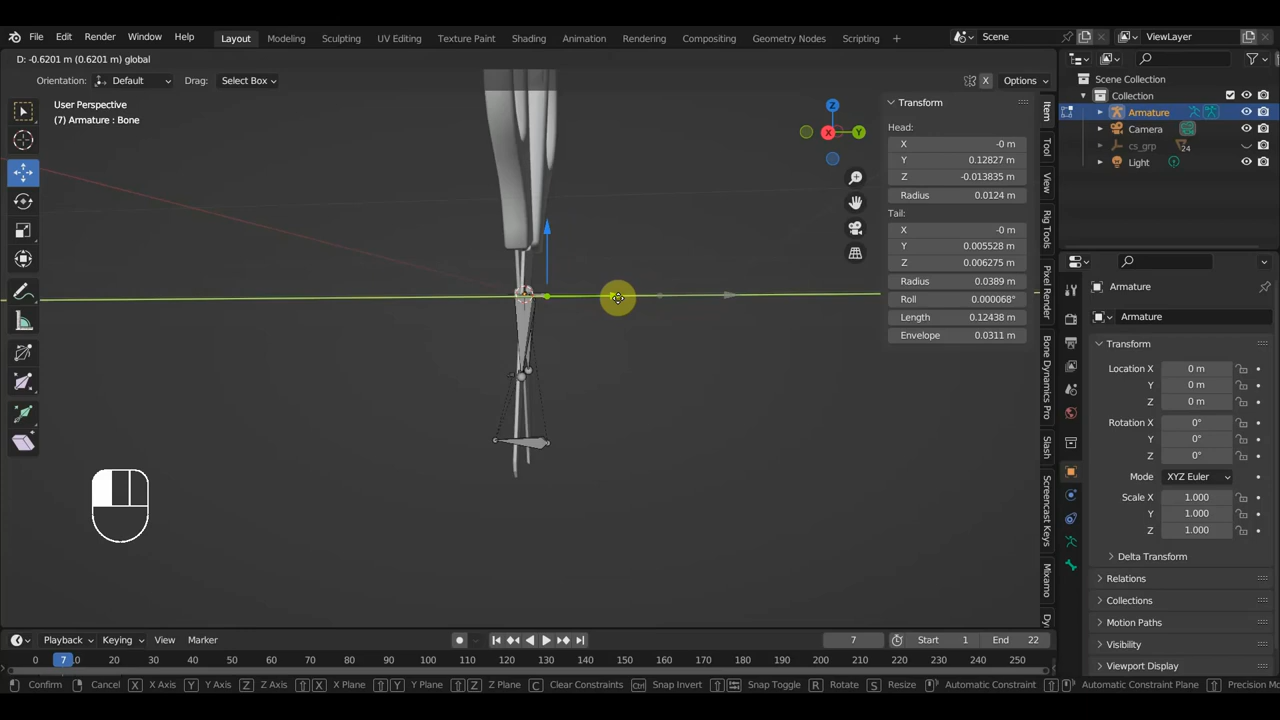 File Edit Render Window Help Layout Modeling Sculpting UV Editing Texture Paint Shading Animation Rendering Compositing Geometry Nodes Scripting + Scene ViewLayer
D: -0.6201 m (0.6201 m) global
Orientation: Default Drag: Select Box X Options
User Perspective
(7) Armature : Bone
Z
X
Y
Transform
Head:
X -0 m
Y 0.12827 m
Z -0.013835 m
Radius 0.0124 m
Tail:
X -0 m
Y 0.005528 m
Z 0.006275 m
Radius 0.0389 m
Roll 0.000068°
Length 0.12438 m
Envelope 0.0311 m
Item
Tool
View
Rig Tools
Pixel Render
Bone Dynamics Pro
Slash
Screencast Keys
Mixamo
Dy
Scene Collection
Collection
Armature
Camera
cs_grp 24
Light
Armature
Armature
Transform
Location X 0 m
Y 0 m
Z 0 m
Rotation X 0°
Y 0°
Z 0°
Mode XYZ Euler
Scale X 1.000
Y 1.000
Z 1.000
Delta Transform
Relations
Collections
Motion Paths
Visibility
Viewport Display
Playback Keying View Marker 7 Start 1 End 22
0 7 20 30 40 50 60 70 80 90 100 110 120 130 140 150 160 170 180 190 200 210 220 230 240 250
Confirm Cancel X X Axis Y Y Axis Z Z Axis X X Plane Y Y Plane Z Z Plane C Clear Constraints Ctrl Snap Invert Snap Toggle R Rotate S Resize Automatic Constraint Automatic Constraint Plane Precision Mo